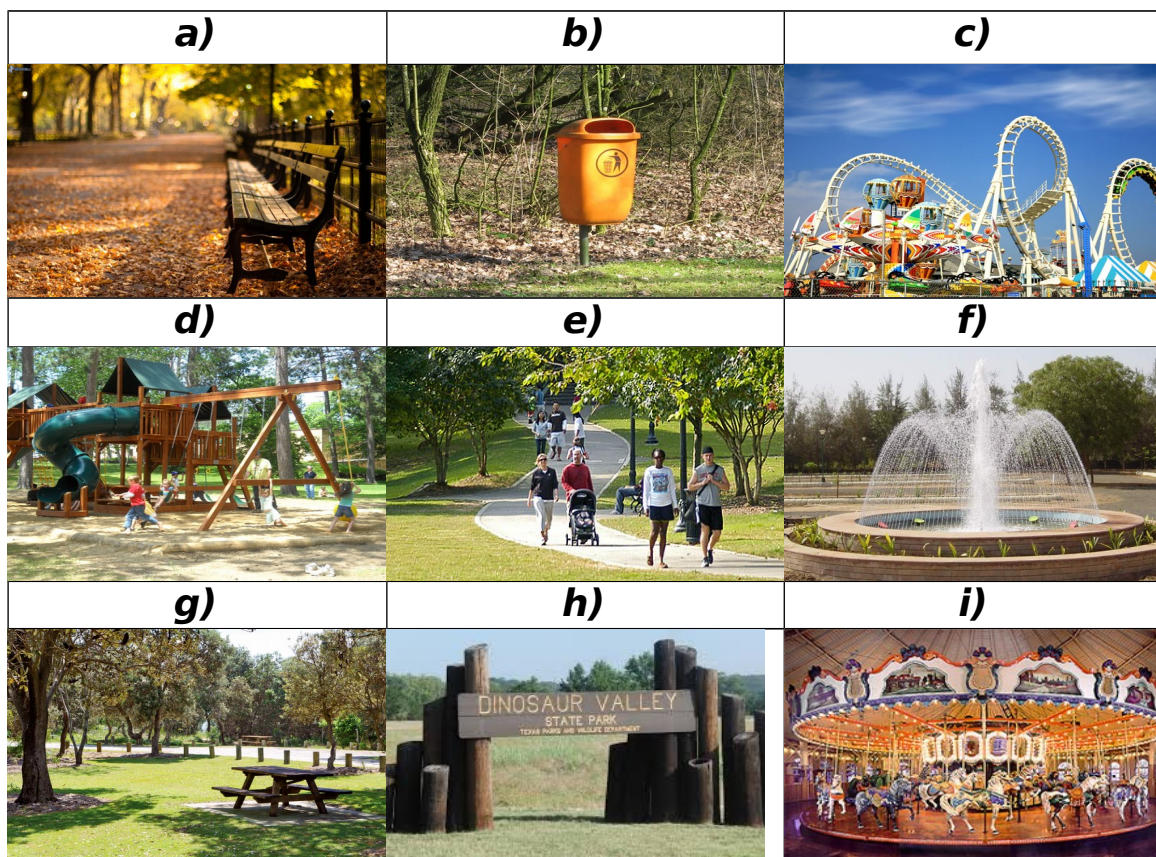 a)
b)
c)
d)
e)
f)
g)
h)
i)
DINOSAUR VALLEY
STATE PARK
TEXAS PARKS AND WILDLIFE DEPARTMENT